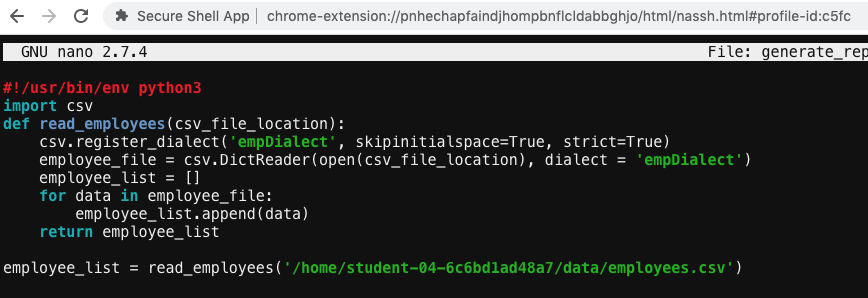 Secure Shell App | chrome-extension://pnhechapfaindjhompbnflcldabbghjo/html/nassh.html#profile-id:c5fc
GNU nano 2.7.4 File: generate_rep
#!/usr/bin/env python3
import csv
def read_employees(csv_file_location):
    csv.register_dialect('empDialect', skipinitialspace=True, strict=True)
    employee_file = csv.DictReader(open(csv_file_location), dialect = 'empDialect')
    employee_list = []
    for data in employee_file:
        employee_list.append(data)
    return employee_list
employee_list = read_employees('/home/student-04-6c6bd1ad48a7/data/employees.csv')